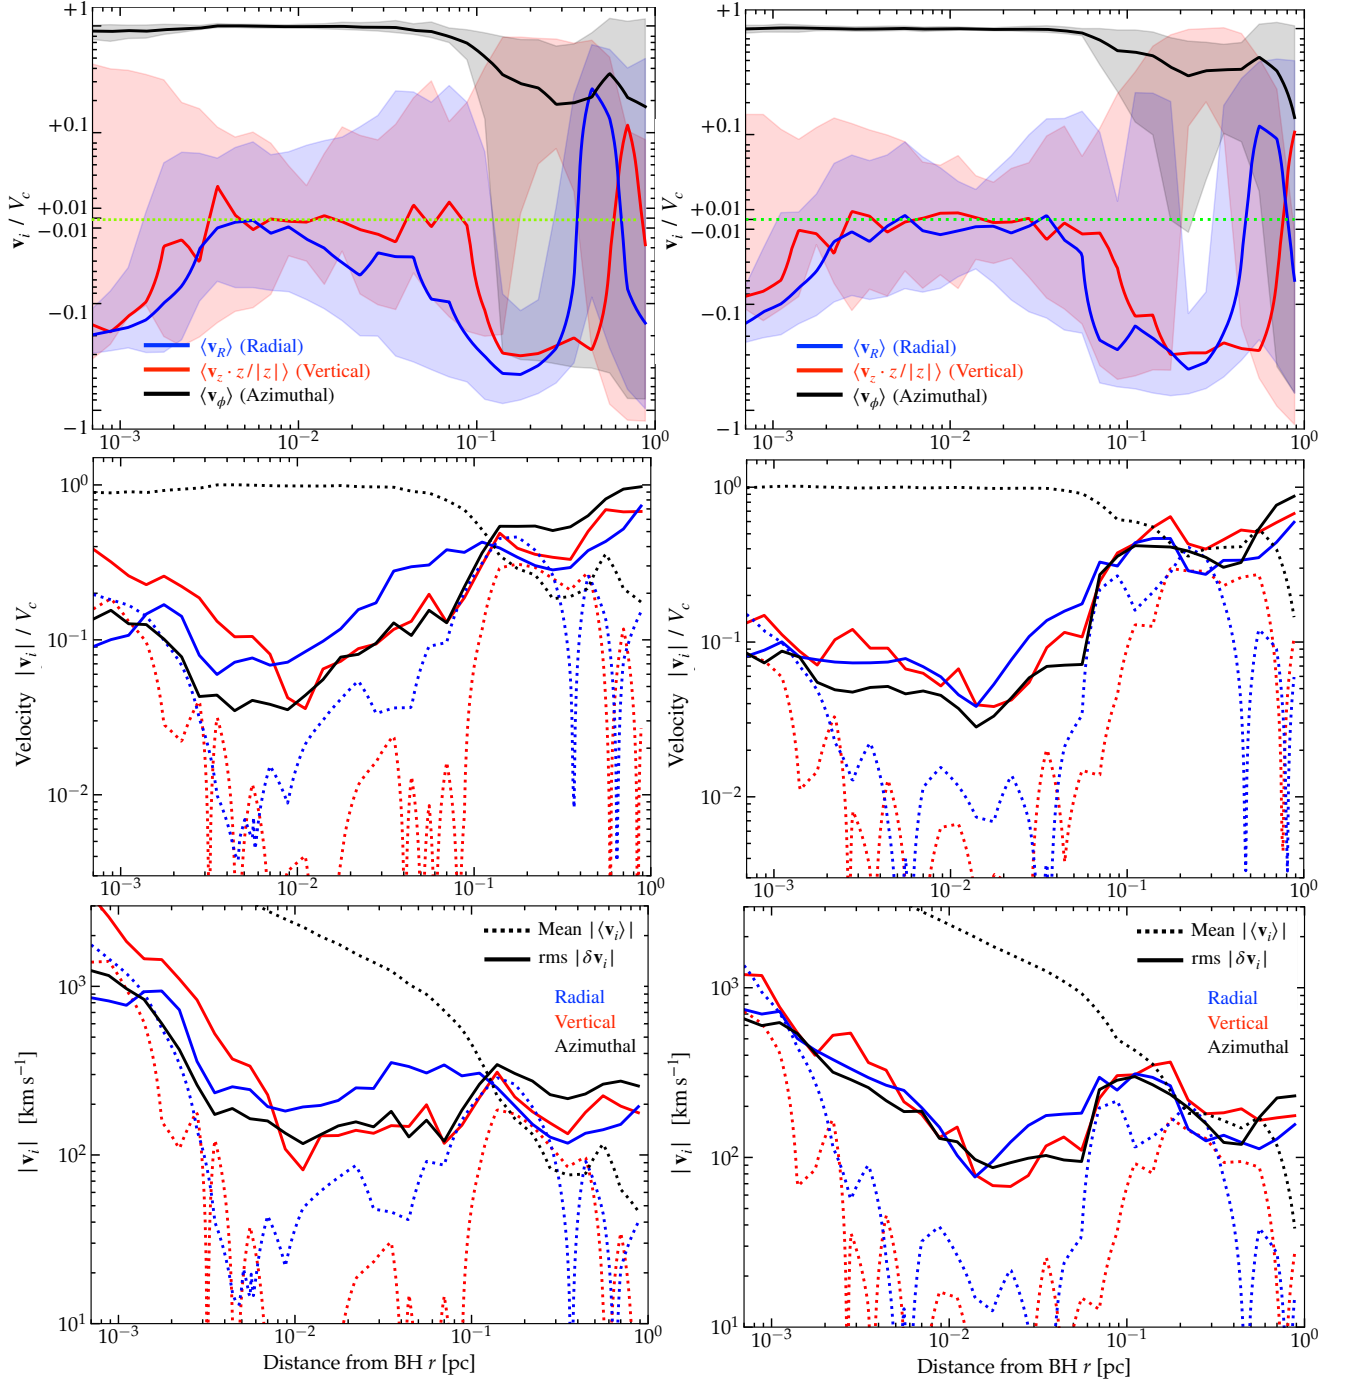 +1
+0.1
+0.01
−0.01
−0.1
−1
v_i / V_c
⟨v_R⟩ (Radial)
⟨v_z · z/|z|⟩ (Vertical)
⟨v_ϕ⟩ (Azimuthal)
10^−3 10^−2 10^−1 10^0
+1
+0.1
+0.01
−0.01
−0.1
−1
v_i / V_c
⟨v_R⟩ (Radial)
⟨v_z · z/|z|⟩ (Vertical)
⟨v_ϕ⟩ (Azimuthal)
10^−3 10^−2 10^−1 10^0
10^0
10^−1
10^−2
Velocity |v_i| / V_c
10^−3 10^−2 10^−1 10^0
10^0
10^−1
10^−2
Velocity |v_i| / V_c
10^−3 10^−2 10^−1 10^0
10^3
10^2
10^1
|v_i| [km s^−1]
Mean |⟨v_i⟩|
rms |δv_i|
Radial
Vertical
Azimuthal
10^−3 10^−2 10^−1 10^0
Distance from BH r [pc]
10^3
10^2
10^1
|v_i| [km s^−1]
Mean |⟨v_i⟩|
rms |δv_i|
Radial
Vertical
Azimuthal
10^−3 10^−2 10^−1 10^0
Distance from BH r [pc]